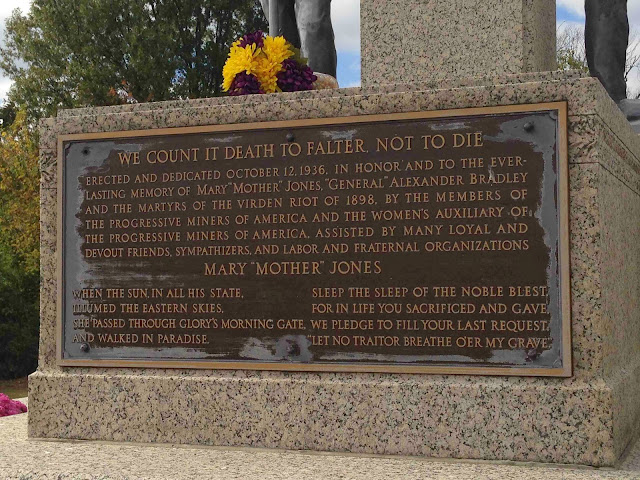 WE COUNT IT DEATH TO FALTER, NOT TO DIE
ERECTED AND DEDICATED OCTOBER 12, 1936, IN HONOR AND TO THE EVER-
LASTING MEMORY OF MARY "MOTHER" JONES, "GENERAL" ALEXANDER BRADLEY
AND THE MARTYRS OF THE VIRDEN RIOT OF 1898, BY THE MEMBERS OF
THE PROGRESSIVE MINERS OF AMERICA AND THE WOMEN'S AUXILIARY OF
THE PROGRESSIVE MINERS OF AMERICA, ASSISTED BY MANY LOYAL AND
DEVOUT FRIENDS, SYMPATHIZERS, AND LABOR AND FRATERNAL ORGANIZATIONS
MARY "MOTHER" JONES
WHEN THE SUN, IN ALL HIS STATE,
ILLUMED THE EASTERN SKIES,
SHE PASSED THROUGH GLORY'S MORNING GATE,
AND WALKED IN PARADISE.
SLEEP THE SLEEP OF THE NOBLE BLEST,
FOR IN LIFE YOU SACRIFICED AND GAVE,
WE PLEDGE TO FILL YOUR LAST REQUEST,
"LET NO TRAITOR BREATHE O'ER MY GRAVE."